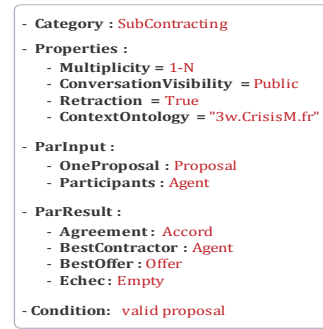 - Category : SubContracting
- Properties :
- Multiplicity = 1-N
- ConversationVisibility = Public
- Retraction = True
- ContextOntology = "3w.CrisisM.fr"
- ParInput :
- OneProposal : Proposal
- Participants : Agent
- ParResult :
- Agreement : Accord
- BestContractor : Agent
- BestOffer : Offer
- Echec : Empty
- Condition: valid proposal